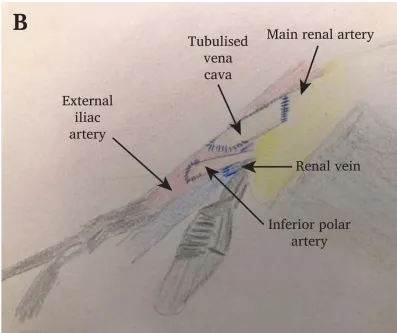 B
Main renal artery
Tubulised
vena
cava
External
iliac
artery
Renal vein
Inferior polar
artery